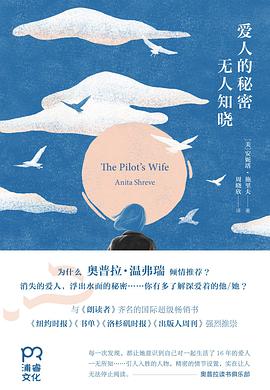 爱人的秘密
无人知晓
[美]安妮塔·施里夫 著
周晓欣 译
The Pilot's Wife
Anita Shreve
为什么 奥普拉·温弗瑞 倾情推荐？
消失的爱人，浮出水面的秘密……你有多了解深爱着的他/她？
与《朗读者》齐名的国际超级畅销书
《纽约时报》《书单》《洛杉矶时报》《出版人周刊》强烈推崇
每一次发现，都让她意识到自己对一起生活了 16 年的爱人
一无所知……引人入胜的人物、精密的情节设置，实在让人
无法停止阅读。——奥普拉读书俱乐部
浦睿
文化